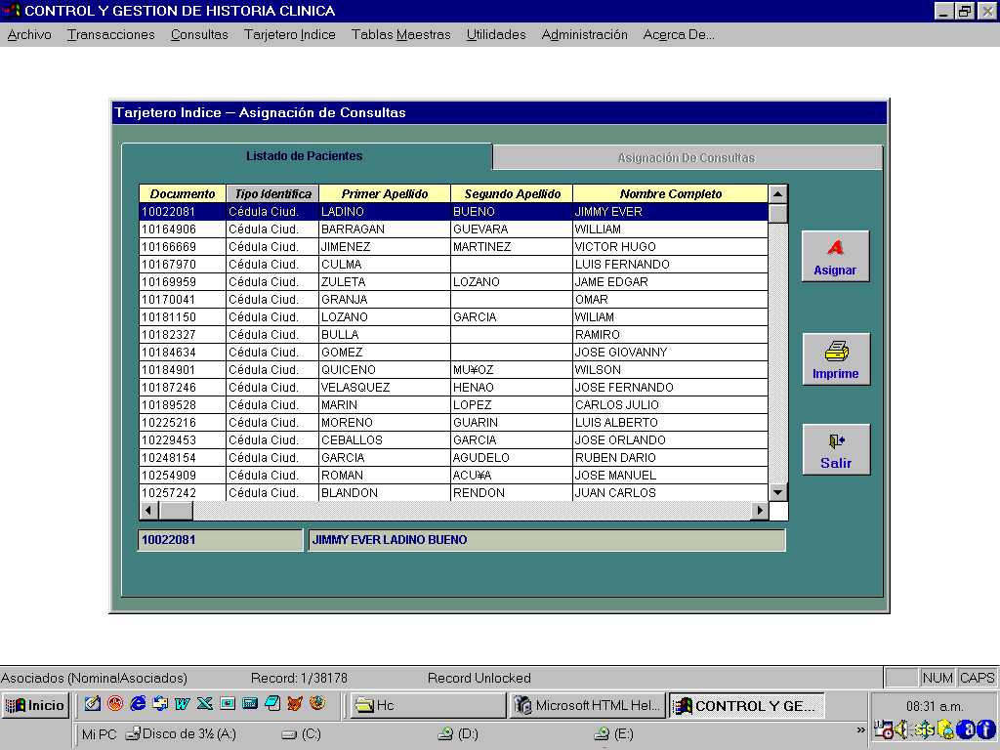 CONTROL Y GESTION DE HISTORIA CLINICA
Archivo Transacciones Consultas Tarjetero Indice Tablas Maestras Utilidades Administración Acerca De...
Tarjetero Indice -- Asignación de Consultas
Listado de Pacientes Asignación De Consultas
Documento Tipo Identifica Primer Apellido Segundo Apellido Nombre Completo
10022081 Cédula Ciud. LADINO BUENO JIMMY EVER
10164906 Cédula Ciud. BARRAGAN GUEVARA WILLIAM
10166669 Cédula Ciud. JIMENEZ MARTINEZ VICTOR HUGO
10167970 Cédula Ciud. CULMA LUIS FERNANDO
10169959 Cédula Ciud. ZULETA LOZANO JAME EDGAR
10170041 Cédula Ciud. GRANJA OMAR
10181150 Cédula Ciud. LOZANO GARCIA WILIAM
10182327 Cédula Ciud. BULLA RAMIRO
10184634 Cédula Ciud. GOMEZ JOSE GIOVANNY
10184901 Cédula Ciud. QUICENO MU¥OZ WILSON
10187246 Cédula Ciud. VELASQUEZ HENAO JOSE FERNANDO
10189528 Cédula Ciud. MARIN LOPEZ CARLOS JULIO
10225216 Cédula Ciud. MORENO GUARIN LUIS ALBERTO
10229453 Cédula Ciud. CEBALLOS GARCIA JOSE ORLANDO
10248154 Cédula Ciud. GARCIA AGUDELO RUBEN DARIO
10254909 Cédula Ciud. ROMAN ACU¥A JOSE MANUEL
10257242 Cédula Ciud. BLANDON RENDON JUAN CARLOS
A
Asignar
Imprime
Salir
10022081 JIMMY EVER LADINO BUENO
Asociados (Nomina!Asociados) Record: 1/38178 Record Unlocked NUM CAPS
Inicio Hc Microsoft HTML Hel... CONTROL Y GE... 08:31 a.m.
Mi PC Disco de 3½ (A:) (C:) (D:) (E:) » sis